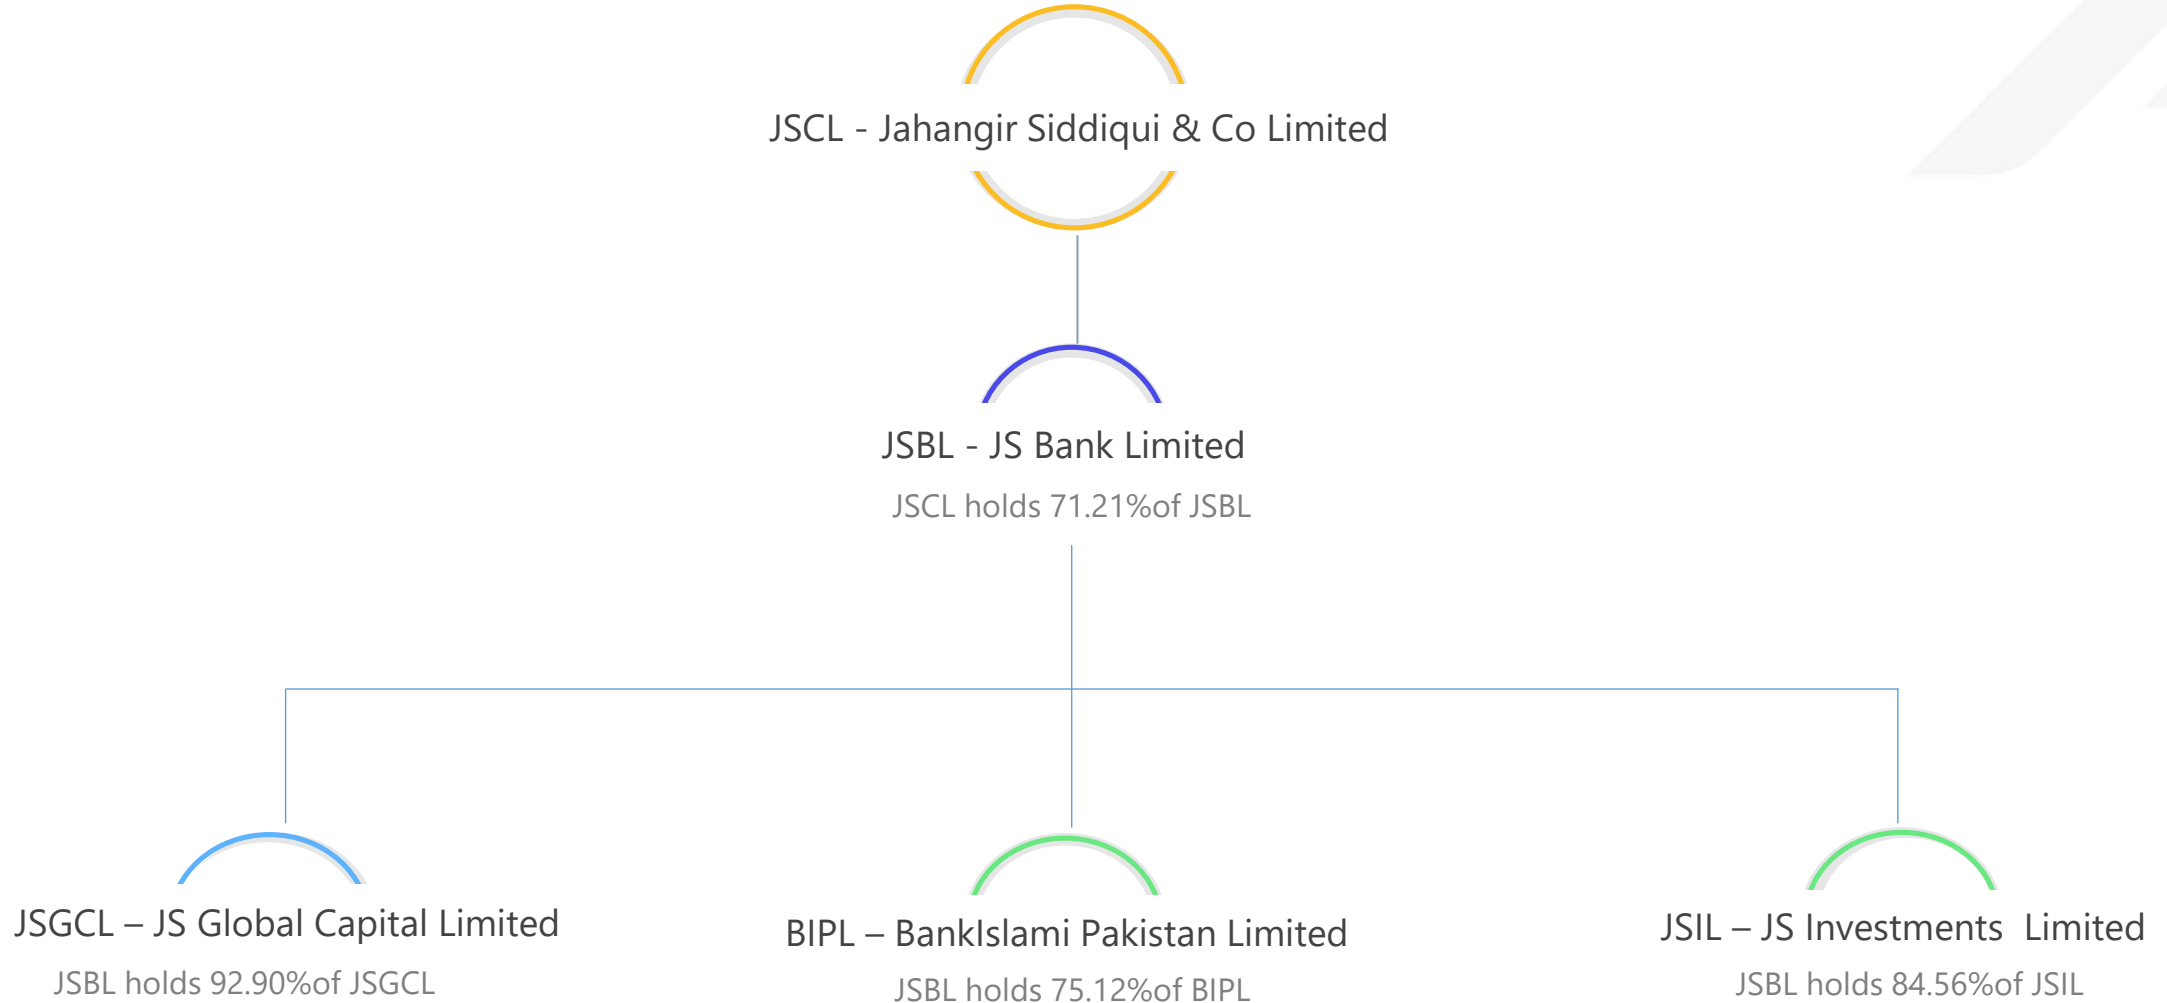 JSCL - Jahangir Siddiqui & Co Limited
JSBL - JS Bank Limited
JSCL holds 71.21%of JSBL
JSGCL – JS Global Capital Limited
JSBL holds 92.90%of JSGCL
BIPL – BankIslami Pakistan Limited
JSBL holds 75.12%of BIPL
JSIL – JS Investments  Limited
JSBL holds 84.56%of JSIL